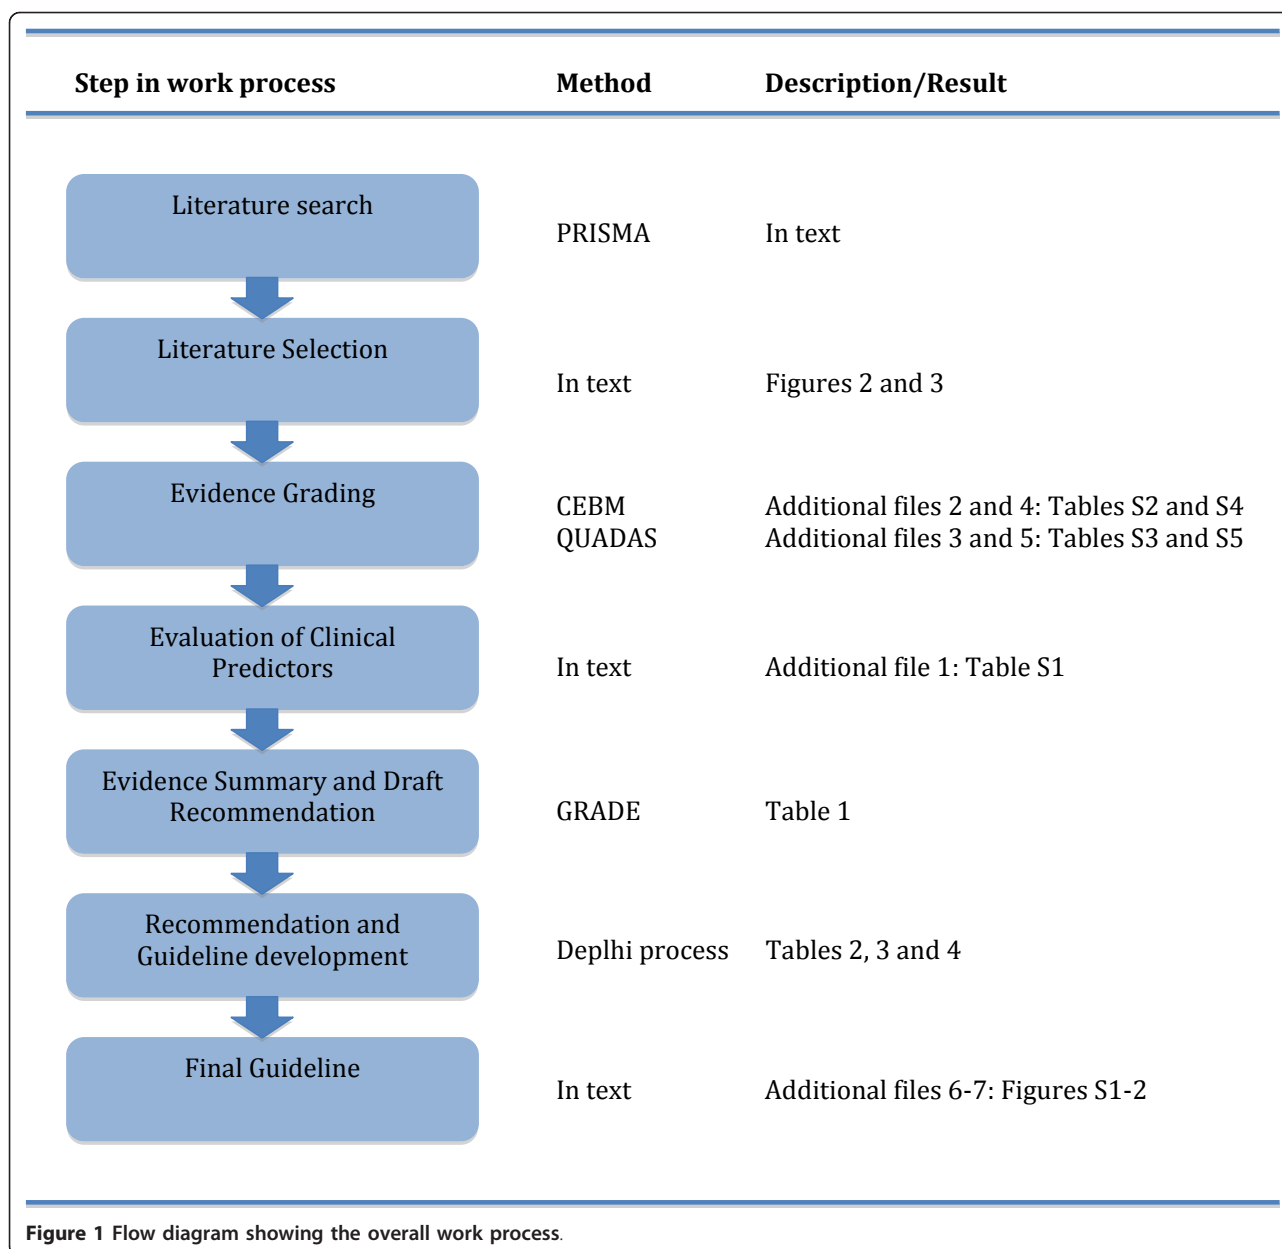 Step in work process Method Description/Result
Literature search
PRISMA In text
Literature Selection
In text Figures 2 and 3
Evidence Grading
CEBM Additional files 2 and 4: Tables S2 and S4
QUADAS Additional files 3 and 5: Tables S3 and S5
Evaluation of Clinical
Predictors
In text Additional file 1: Table S1
Evidence Summary and Draft
Recommendation
GRADE Table 1
Recommendation and
Guideline development
Deplhi process Tables 2, 3 and 4
Final Guideline
In text Additional files 6-7: Figures S1-2
Figure 1 Flow diagram showing the overall work process.